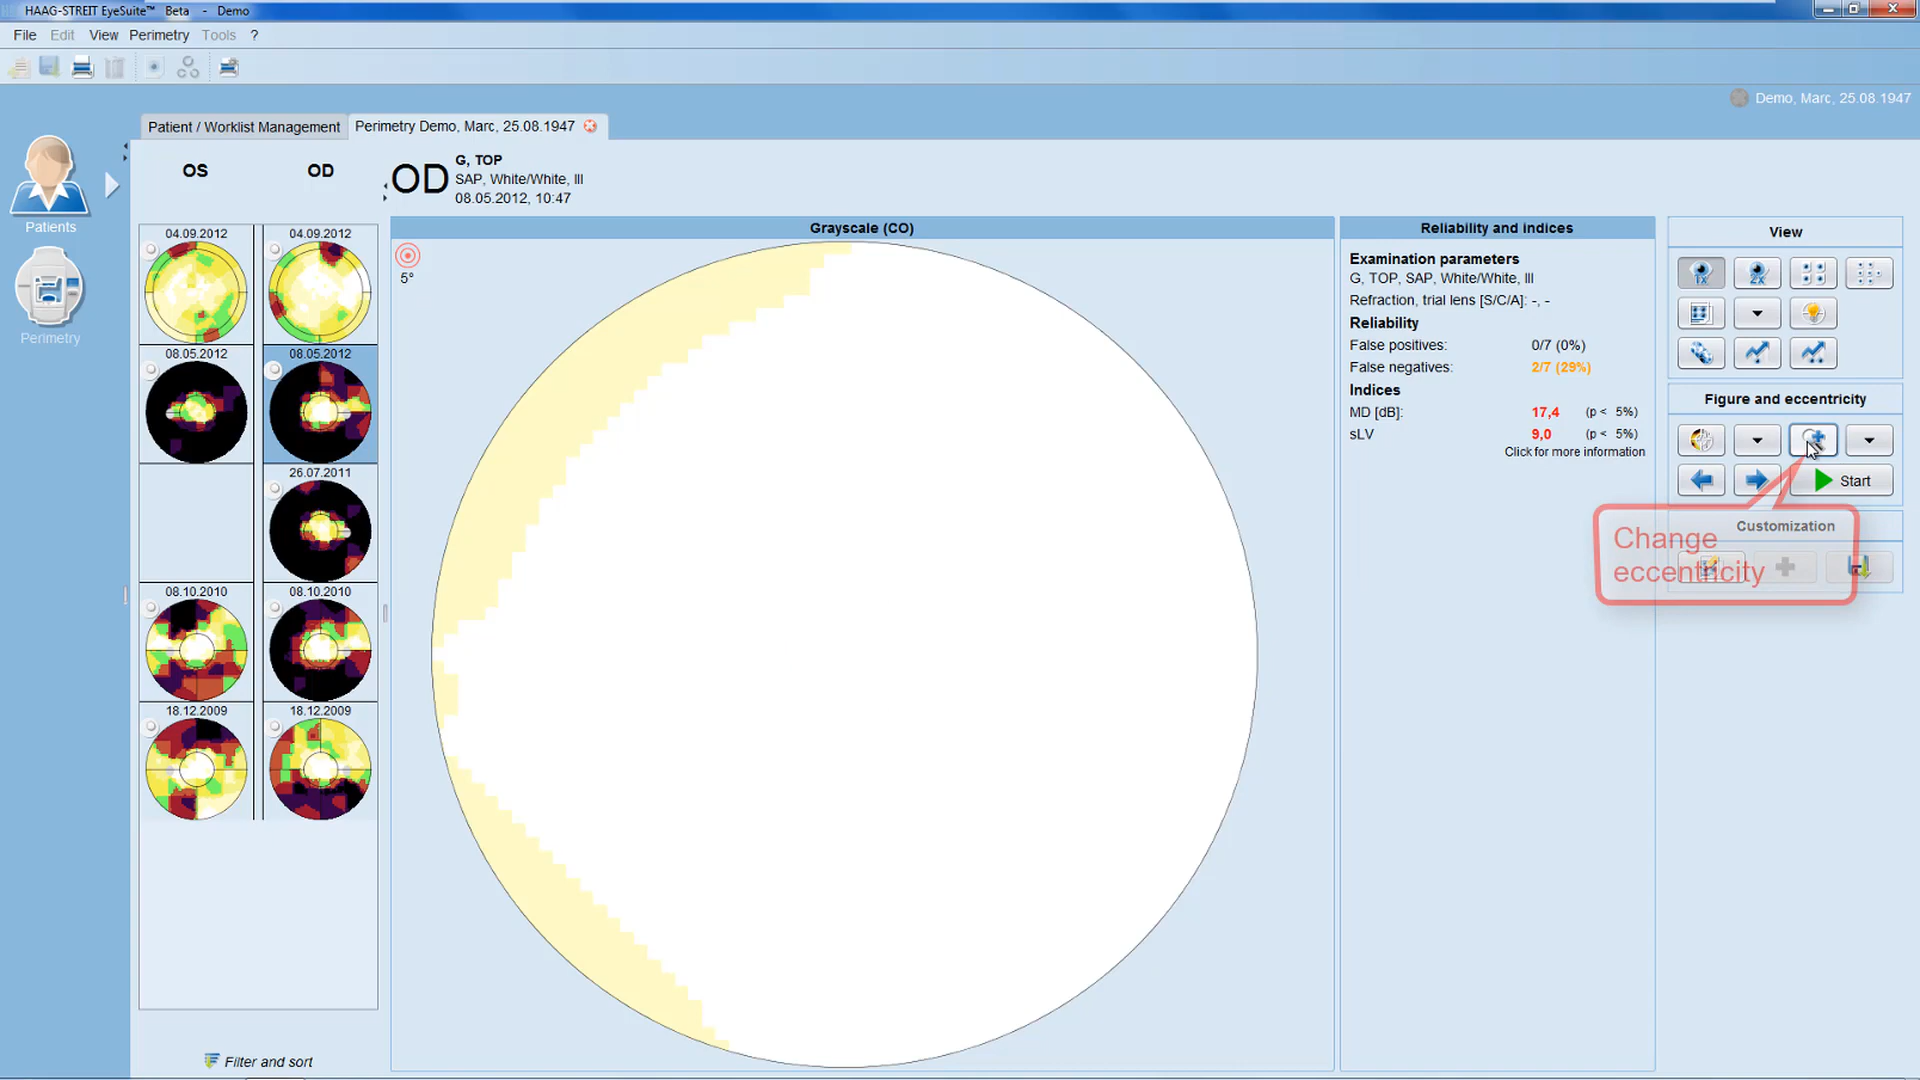 HAAG-STREIT EyeSuite™ Beta - Demo
File Edit View Perimetry Tools ?
Demo, Marc, 25.08.1947
Patient / Worklist Management
Perimetry Demo, Marc, 25.08.1947
Patients
Perimetry
OS
OD
04.09.2012
04.09.2012
08.05.2012
08.05.2012
26.07.2011
08.10.2010
08.10.2010
18.12.2009
18.12.2009
Filter and sort
OD
G, TOP
SAP, White/White, III
08.05.2012, 10:47
Grayscale (CO)
5°
Reliability and indices
Examination parameters
G, TOP, SAP, White/White, III
Refraction, trial lens [S/C/A]: -, -
Reliability
False positives: 0/7 (0%)
False negatives: 2/7 (29%)
Indices
MD [dB]: 17,4 (p < 5%)
sLV 9,0 (p < 5%)
Click for more information
View
1X
2X
Figure and eccentricity
Start
Customization
Change
eccentricity